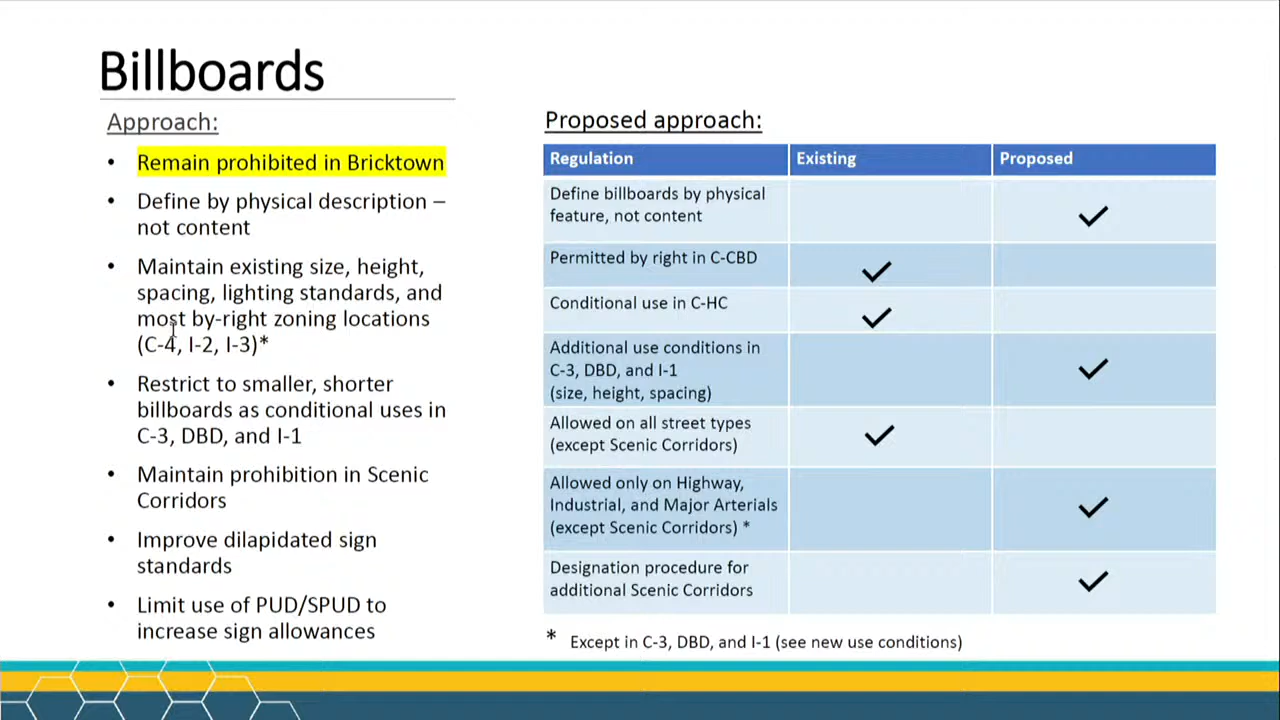 Billboards
Approach:
• Remain prohibited in Bricktown
• Define by physical description –
not content
• Maintain existing size, height,
spacing, lighting standards, and
most by-right zoning locations
(C-4, I-2, I-3)*
• Restrict to smaller, shorter
billboards as conditional uses in
C-3, DBD, and I-1
• Maintain prohibition in Scenic
Corridors
• Improve dilapidated sign
standards
• Limit use of PUD/SPUD to
increase sign allowances
Proposed approach:
Regulation Existing Proposed
Define billboards by physical
feature, not content ✓
Permitted by right in C-CBD ✓
Conditional use in C-HC ✓
Additional use conditions in
C-3, DBD, and I-1 ✓
(size, height, spacing)
Allowed on all street types
(except Scenic Corridors) ✓
Allowed only on Highway,
Industrial, and Major Arterials ✓
(except Scenic Corridors) *
Designation procedure for
additional Scenic Corridors ✓
* Except in C-3, DBD, and I-1 (see new use conditions)